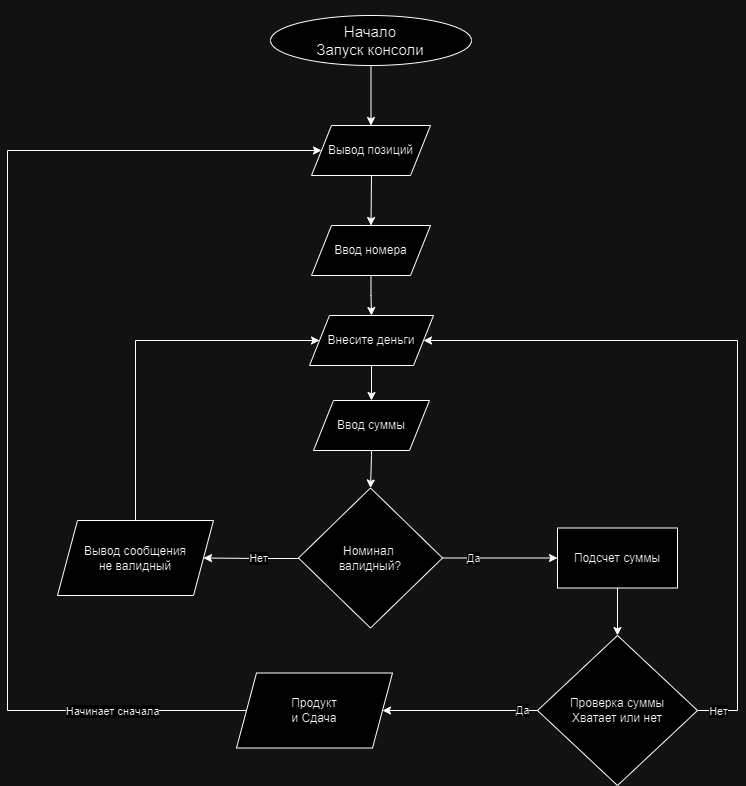 Начало
Запуск консоли
Вывод позиций
Ввод номера
Внесите деньги
Ввод суммы
Номинал
валидный?
Нет
Вывод сообщения
не валидный
Да
Подсчет суммы
Проверка суммы
Хватает или нет
Нет
Да
Продукт
и Сдача
Начинает сначала